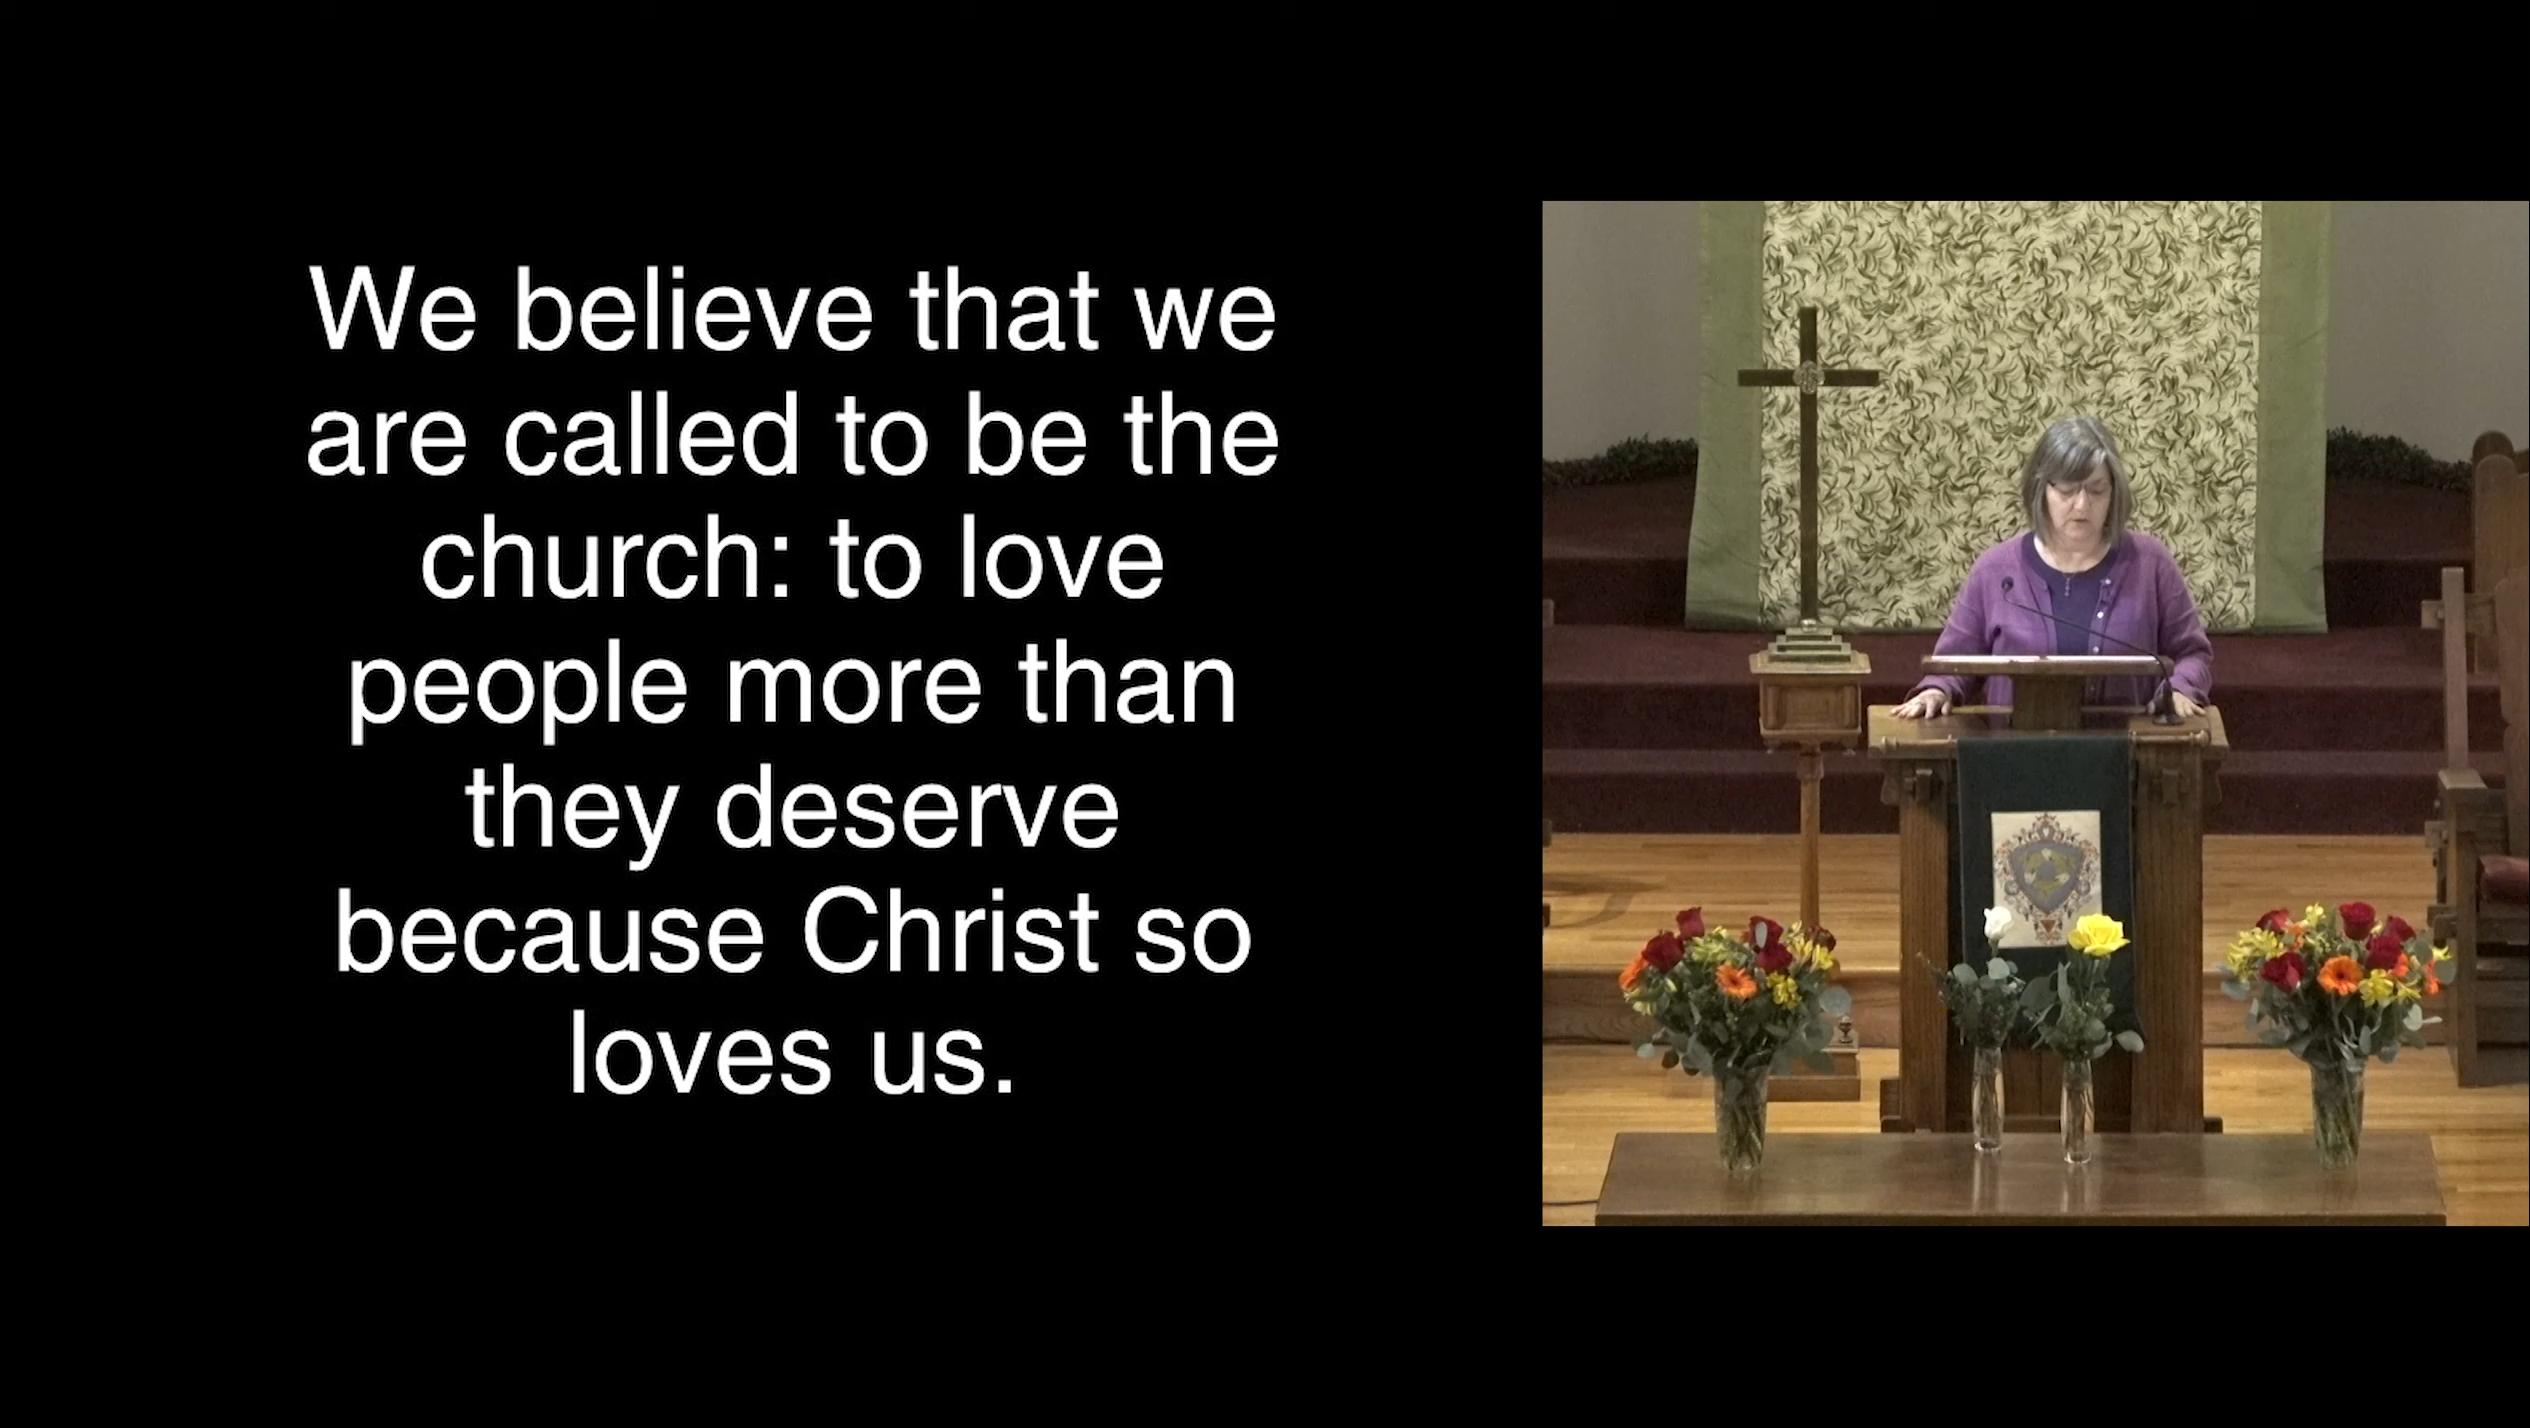 We believe that we
are called to be the
church: to love
people more than
they deserve
because Christ so
loves us.